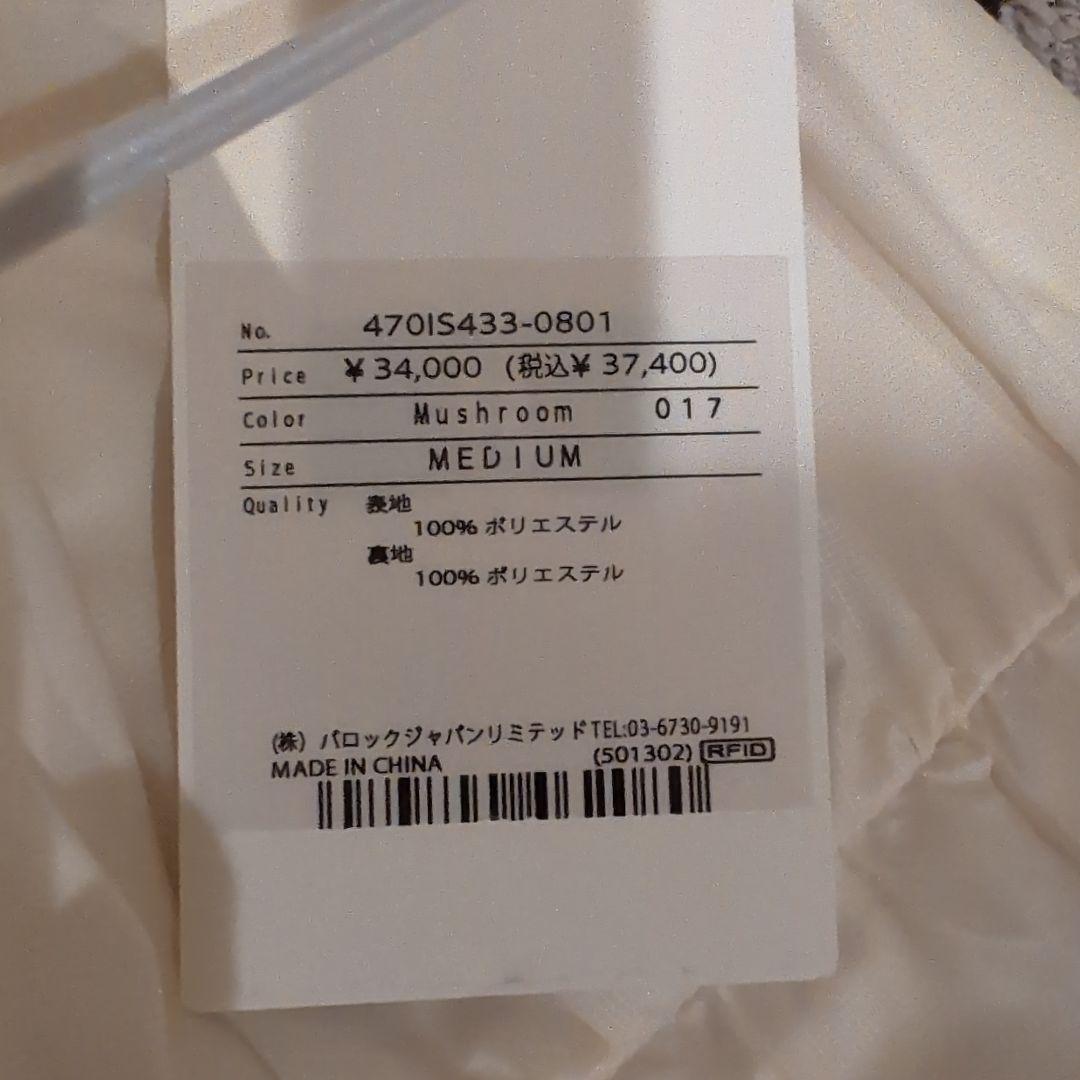 No. 470IS433-0801
Price ¥ 34,000 (税込¥ 37,400)
Color Mushroom 017
Size MEDIUM
Quality 表地
100% ポリエステル
裏地
100% ポリエステル
(株) バロックジャパンリミテッド TEL:03-6730-9191
MADE IN CHINA (501302) RFID